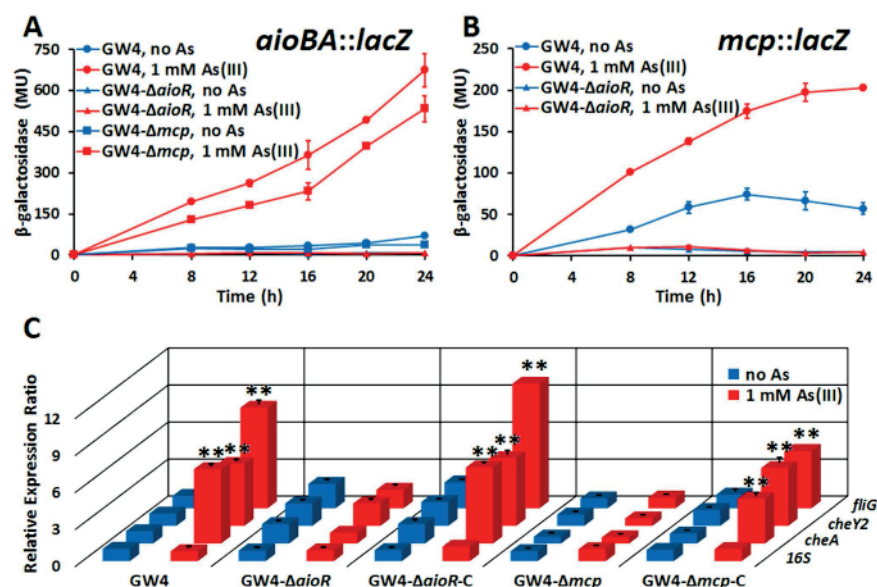 A
aioBA::lacZ
β-galactosidase (MU)
750
600
450
300
150
0
GW4, no As
GW4, 1 mM As(III)
GW4-ΔaioR, no As
GW4-ΔaioR, 1 mM As(III)
GW4-Δmcp, no As
GW4-Δmcp, 1 mM As(III)
0 4 8 12 16 20 24
Time (h)
B
mcp::lacZ
β-galactosidase (MU)
250
200
150
100
50
0
GW4, no As
GW4, 1 mM As(III)
GW4-ΔaioR, no As
GW4-ΔaioR, 1 mM As(III)
0 4 8 12 16 20 24
Time (h)
C
Relative Expression Ratio
12
9
6
3
0
no As
1 mM As(III)
** ** **
** ** **
** ** **
fliG
cheY2
cheA
16S
GW4 GW4-ΔaioR GW4-ΔaioR-C GW4-Δmcp GW4-Δmcp-C